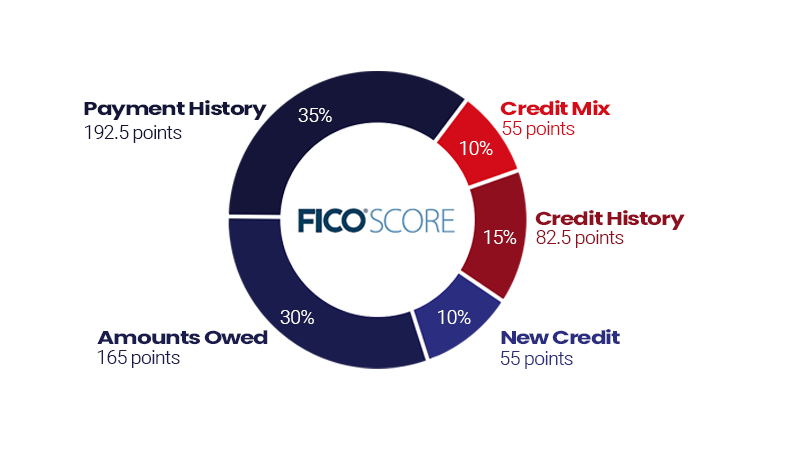 Payment History
192.5 points
35%
Credit Mix
55 points
10%
FICO® SCORE
Credit History
82.5 points
15%
Amounts Owed
165 points
30%
10%
New Credit
55 points